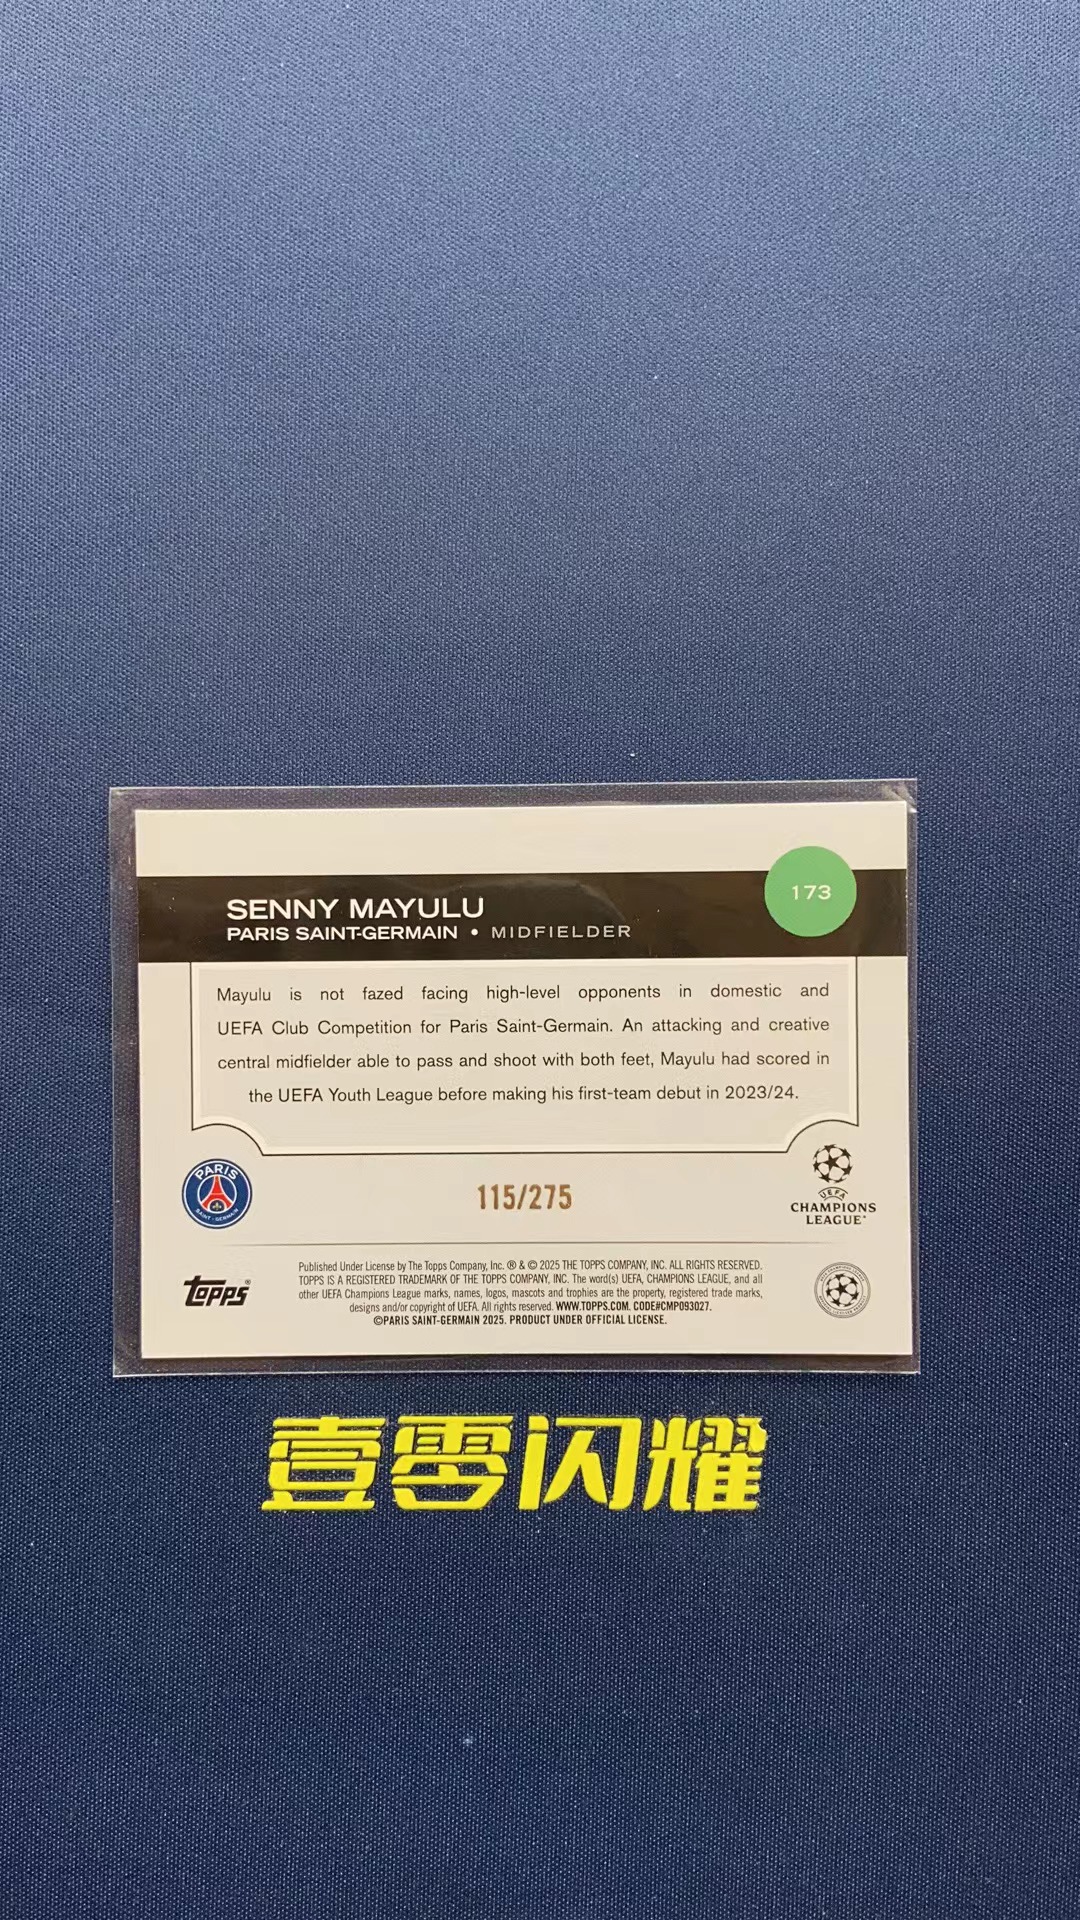 173
SENNY MAYULU
PARIS SAINT-GERMAIN • MIDFIELDER
Mayulu is not fazed facing high-level opponents in domestic and
UEFA Club Competition for Paris Saint-Germain. An attacking and creative
central midfielder able to pass and shoot with both feet, Mayulu had scored in
the UEFA Youth League before making his first-team debut in 2023/24.
PARIS
SAINT-GERMAIN
115/275
UEFA
CHAMPIONS
LEAGUE
topps®
Published Under License by The Topps Company, Inc. ® & © 2025 THE TOPPS COMPANY, INC. ALL RIGHTS RESERVED.
TOPPS IS A REGISTERED TRADEMARK OF THE TOPPS COMPANY, INC. The word(s) UEFA, CHAMPIONS LEAGUE, and all
other UEFA Champions League marks, names, logos, mascots and trophies are the property, registered trade marks,
designs and/or copyright of UEFA. All rights reserved. WWW.TOPPS.COM. CODE#CMP093027.
©PARIS SAINT-GERMAIN 2025. PRODUCT UNDER OFFICIAL LICENSE.
壹零闪耀